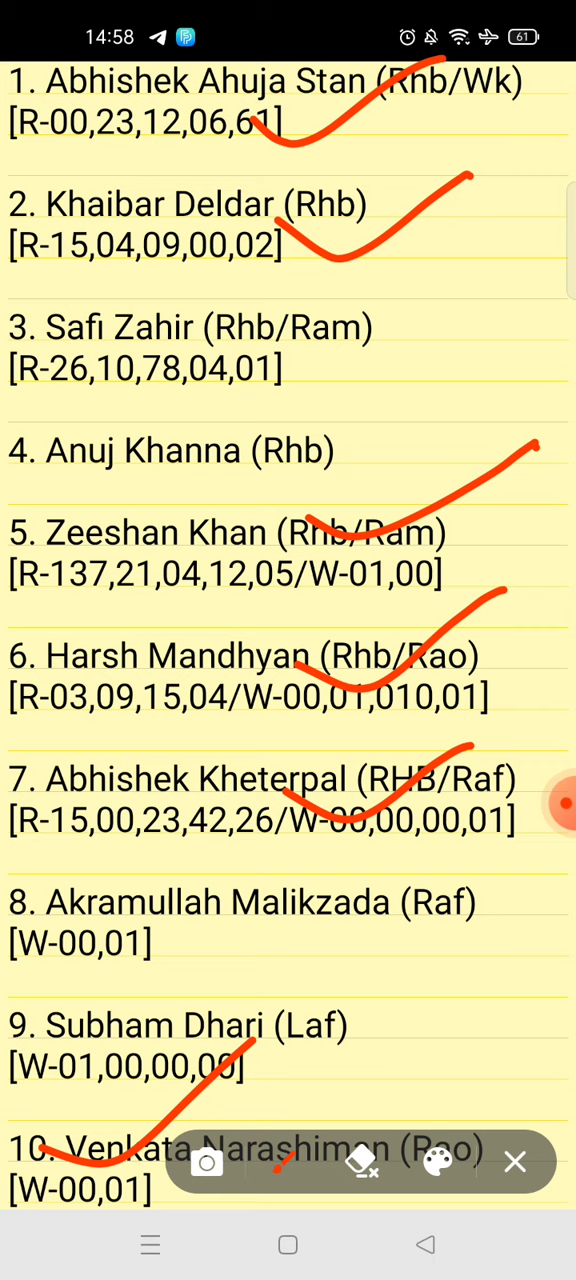 14:58
61
1. Abhishek Ahuja Stan (Rhb/Wk)
[R-00,23,12,06,61]
2. Khaibar Deldar (Rhb)
[R-15,04,09,00,02]
3. Safi Zahir (Rhb/Ram)
[R-26,10,78,04,01]
4. Anuj Khanna (Rhb)
5. Zeeshan Khan (Rhb/Ram)
[R-137,21,04,12,05/W-01,00]
6. Harsh Mandhyan (Rhb/Rao)
[R-03,09,15,04/W-00,01,010,01]
7. Abhishek Kheterpal (RHB/Raf)
[R-15,00,23,42,26/W-00,00,00,01]
8. Akramullah Malikzada (Raf)
[W-00,01]
9. Subham Dhari (Laf)
[W-01,00,00,00]
10. Venkata Narashimen (Rao)
[W-00,01]